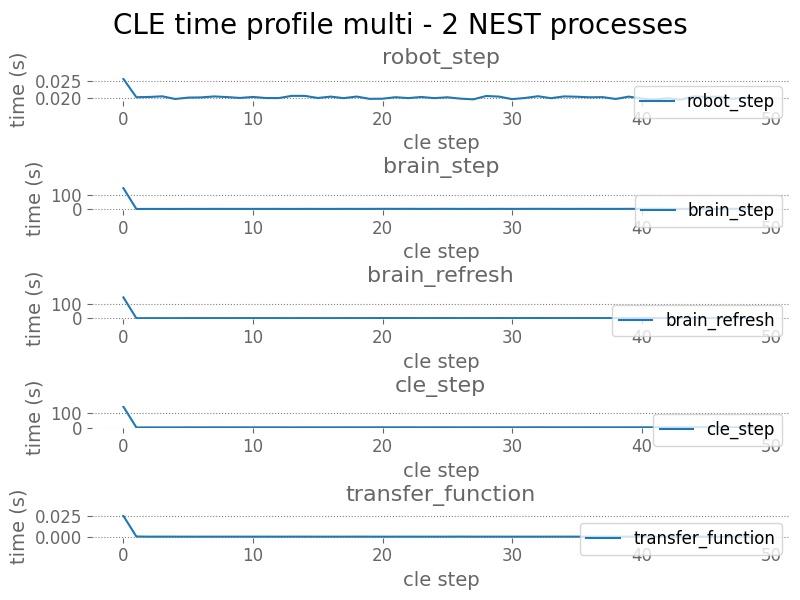 CLE time profile multi - 2 NEST processes
robot_step
time (s)
0.025
0.020
robot_step
0 10 20 30 40 50
cle step
brain_step
time (s)
100
0
brain_step
0 10 20 30 40 50
cle step
brain_refresh
time (s)
100
0
brain_refresh
0 10 20 30 40 50
cle step
cle_step
time (s)
100
0
cle_step
0 10 20 30 40 50
cle step
transfer_function
time (s)
0.025
0.000
transfer_function
0 10 20 30 40 50
cle step